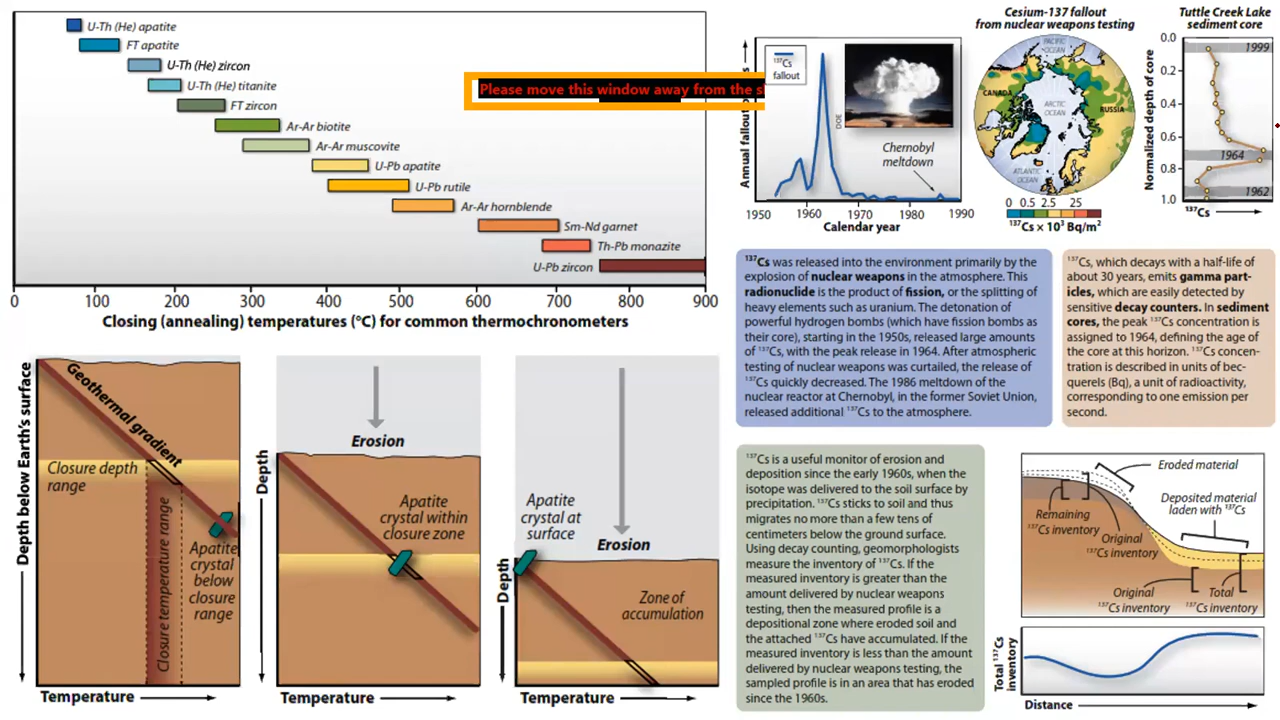 U-Th (He) apatite
FT apatite
U-Th (He) zircon
U-Th (He) titanite
FT zircon
Ar-Ar biotite
Ar-Ar muscovite
U-Pb apatite
U-Pb rutile
Ar-Ar hornblende
Sm-Nd garnet
Th-Pb monazite
U-Pb zircon
0 100 200 300 400 500 600 700 800 900
Closing (annealing) temperatures (°C) for common thermochronometers
Please move this window away from the
Annual fallout
¹³⁷Cs
fallout
DOE
Chernobyl
meltdown
1950 1960 1970 1980 1990
Calendar year
Cesium-137 fallout
from nuclear weapons testing
PACIFIC
OCEAN
CANADA
ARCTIC
OCEAN
RUSSIA
ATLANTIC
OCEAN
0 0.5 2.5 25
¹³⁷Cs × 10³ Bq/m²
Tuttle Creek Lake
sediment core
Normalized depth of core
0.0
0.2
0.4
0.6
0.8
1.0
1999
1964
1962
¹³⁷Cs
Depth below Earth's surface
Geothermal gradient
Closure depth
range
Closure temperature range
Apatite
crystal
below
closure
range
Temperature
Depth
Erosion
Apatite
crystal within
closure zone
Temperature
Depth
Apatite
crystal at
surface
Erosion
Zone of
accumulation
Temperature
¹³⁷Cs was released into the environment primarily by the
explosion of nuclear weapons in the atmosphere. This
radionuclide is the product of fission, or the splitting of
heavy elements such as uranium. The detonation of
powerful hydrogen bombs (which have fission bombs as
their core), starting in the 1950s, released large amounts
of ¹³⁷Cs, with the peak release in 1964. After atmospheric
testing of nuclear weapons was curtailed, the release of
¹³⁷Cs quickly decreased. The 1986 meltdown of the
nuclear reactor at Chernobyl, in the former Soviet Union,
released additional ¹³⁷Cs to the atmosphere.
¹³⁷Cs, which decays with a half-life of
about 30 years, emits gamma part-
icles, which are easily detected by
sensitive decay counters. In sediment
cores, the peak ¹³⁷Cs concentration is
assigned to 1964, defining the age of
the core at this horizon. ¹³⁷Cs concen-
tration is described in units of bec-
querels (Bq), a unit of radioactivity,
corresponding to one emission per
second.
¹³⁷Cs is a useful monitor of erosion and
deposition since the early 1960s, when the
isotope was delivered to the soil surface by
precipitation. ¹³⁷Cs sticks to soil and thus
migrates no more than a few tens of
centimeters below the ground surface.
Using decay counting, geomorphologists
measure the inventory of ¹³⁷Cs. If the
measured inventory is greater than the
amount delivered by nuclear weapons
testing, then the measured profile is a
depositional zone where eroded soil and
the attached ¹³⁷Cs have accumulated. If the
measured inventory is less than the amount
delivered by nuclear weapons testing, the
sampled profile is in an area that has eroded
since the 1960s.
Eroded material
Deposited material
laden with ¹³⁷Cs
Remaining
¹³⁷Cs inventory
Original
¹³⁷Cs inventory
Original
¹³⁷Cs inventory
Total
¹³⁷Cs inventory
Total ¹³⁷Cs
inventory
Distance